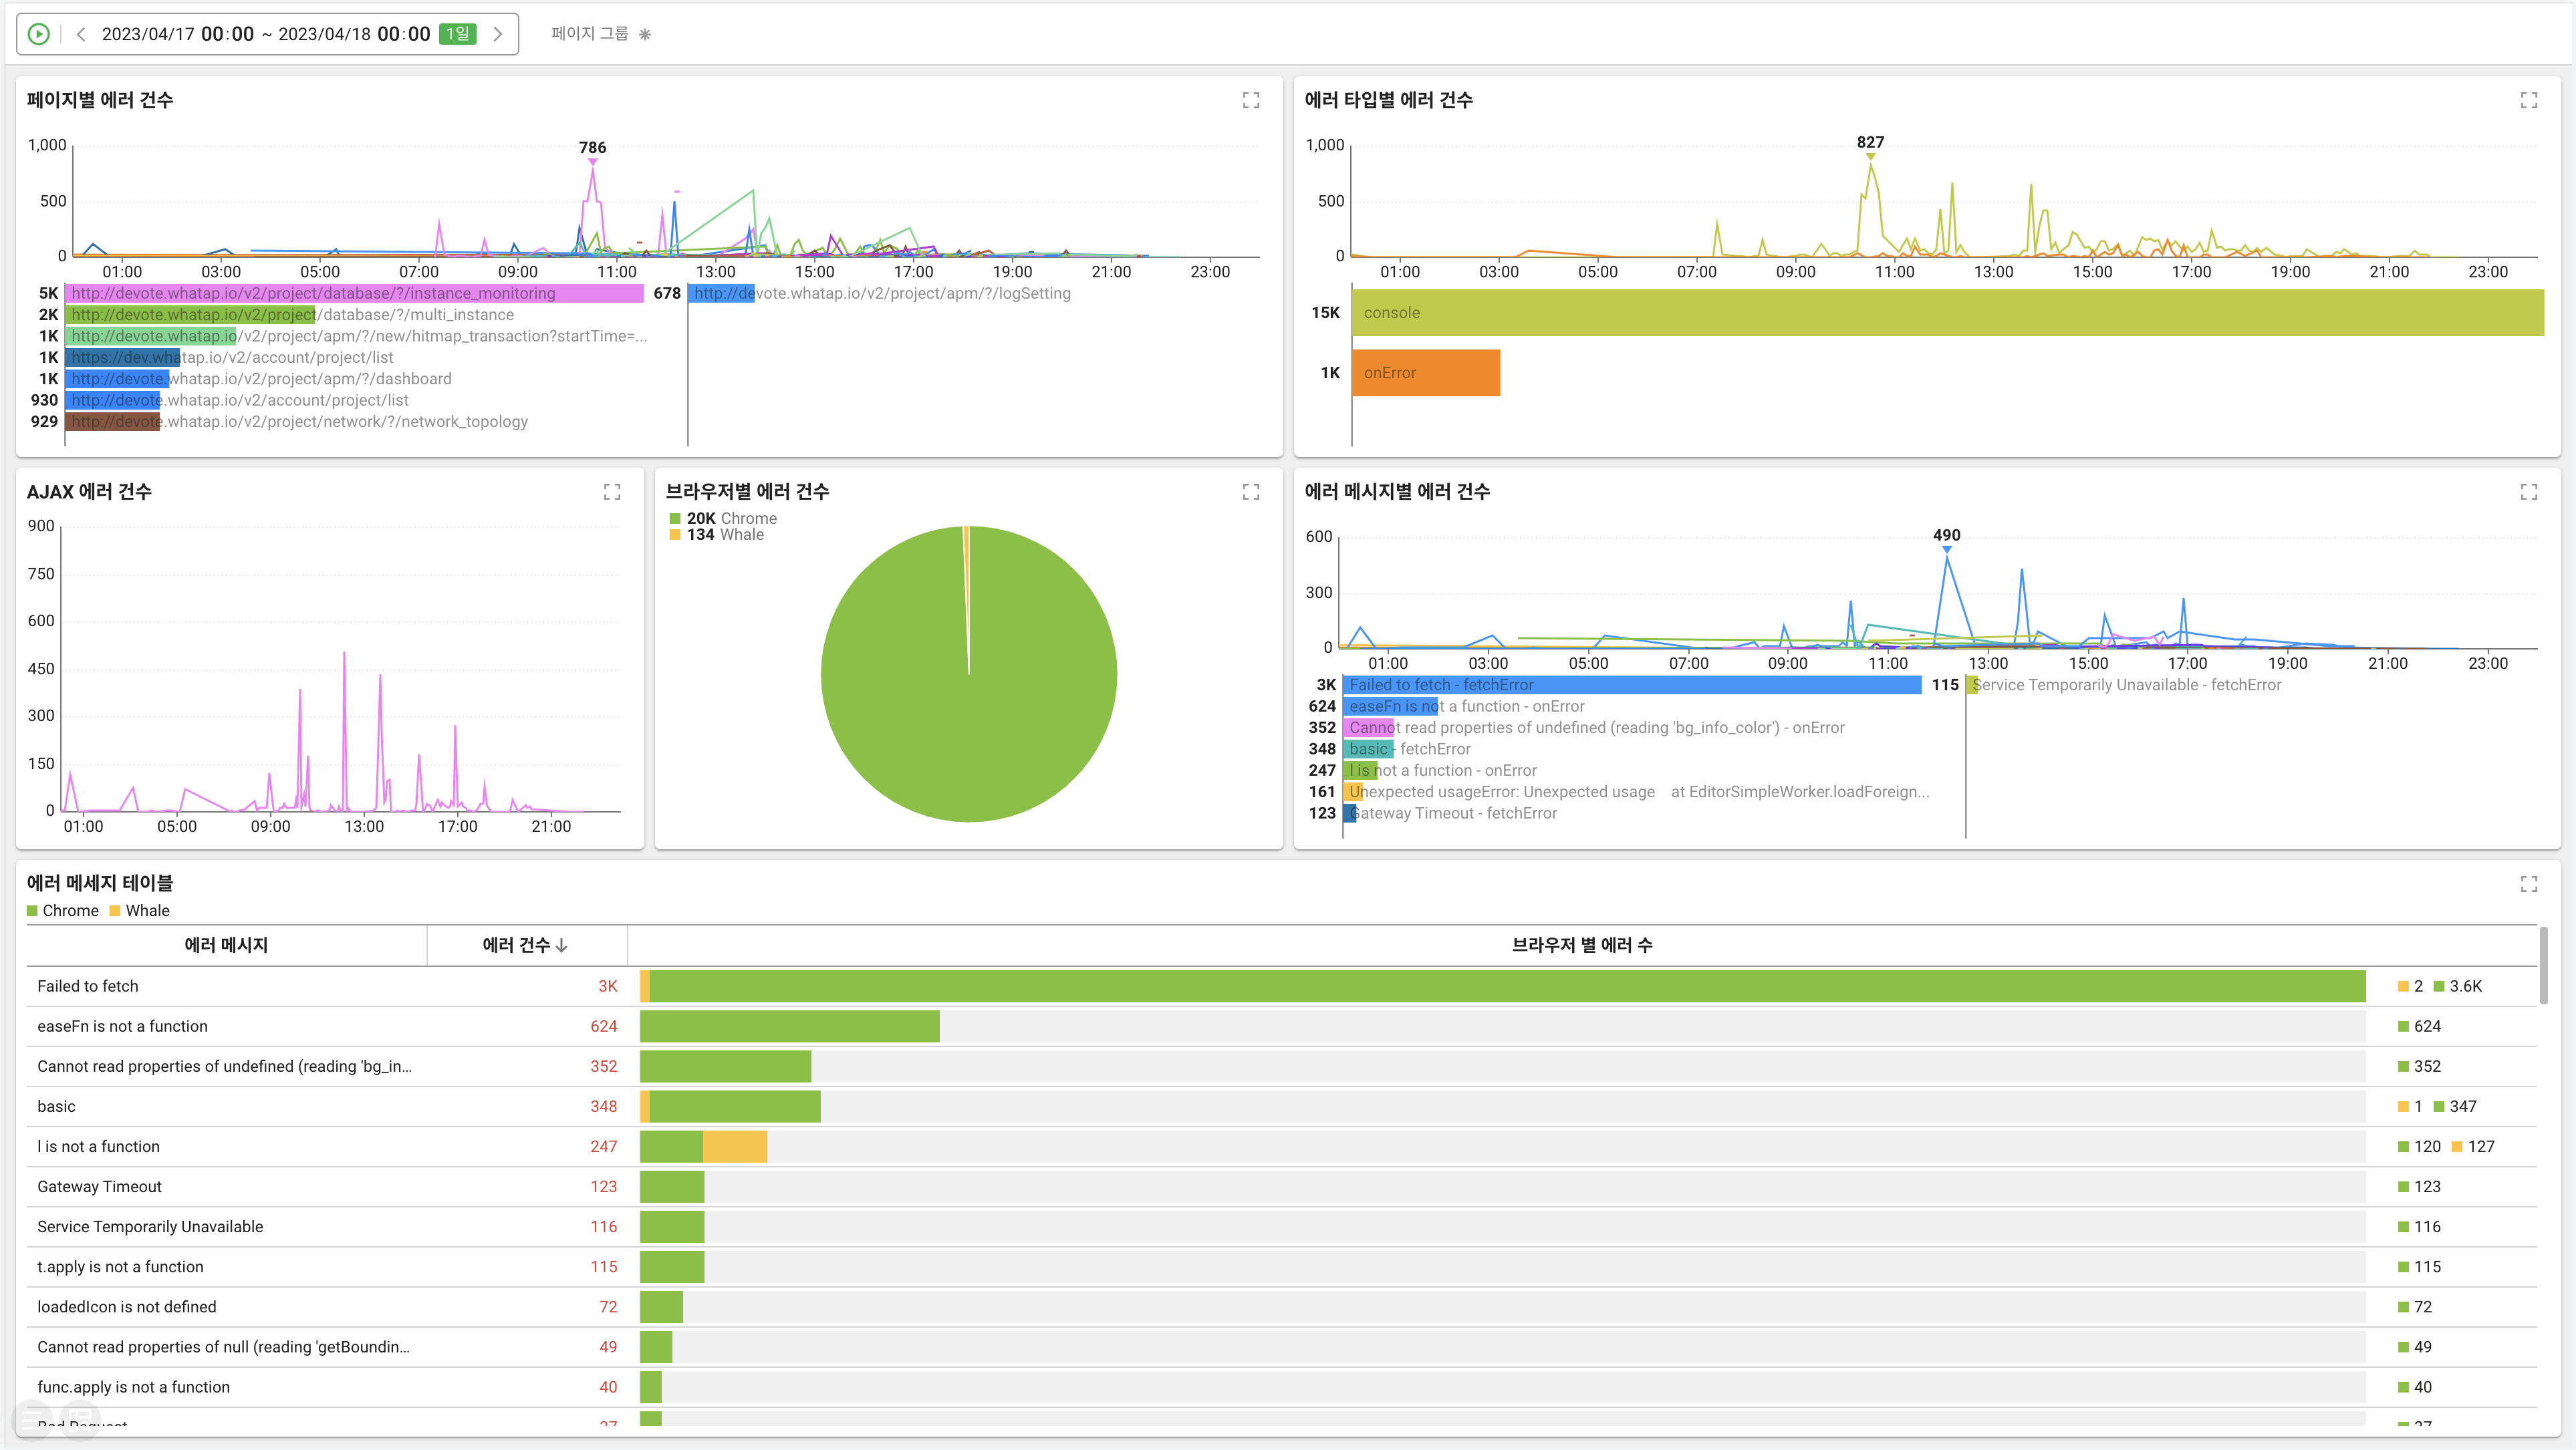 2023/04/17 00:00 ~ 2023/04/18 00:00 1일
페이지 그룹 ✳
페이지별 에러 건수
786
1,000
500
0
01:00 03:00 05:00 07:00 09:00 11:00 13:00 15:00 17:00 19:00 21:00 23:00
5K http://devote.whatap.io/v2/project/database/?/instance_monitoring
2K http://devote.whatap.io/v2/project/database/?/multi_instance
1K http://devote.whatap.io/v2/project/apm/?/new/hitmap_transaction?startTime=...
1K https://dev.whatap.io/v2/account/project/list
1K http://devote.whatap.io/v2/project/apm/?/dashboard
930 http://devote.whatap.io/v2/account/project/list
929 http://devote.whatap.io/v2/project/network/?/network_topology
678 http://devote.whatap.io/v2/project/apm/?/logSetting
에러 타입별 에러 건수
827
1,000
500
0
01:00 03:00 05:00 07:00 09:00 11:00 13:00 15:00 17:00 19:00 21:00 23:00
15K console
1K onError
AJAX 에러 건수
900
750
600
450
300
150
0
01:00 05:00 09:00 13:00 17:00 21:00
브라우저별 에러 건수
20K Chrome
134 Whale
에러 메시지별 에러 건수
490
600
300
0
01:00 03:00 05:00 07:00 09:00 11:00 13:00 15:00 17:00 19:00 21:00 23:00
3K Failed to fetch - fetchError
624 easeFn is not a function - onError
352 Cannot read properties of undefined (reading 'bg_info_color') - onError
348 basic - fetchError
247 l is not a function - onError
161 Unexpected usageError: Unexpected usage at EditorSimpleWorker.loadForeign...
123 Gateway Timeout - fetchError
115 Service Temporarily Unavailable - fetchError
에러 메세지 테이블
Chrome Whale
에러 메시지 에러 건수 ↓ 브라우저 별 에러 수
Failed to fetch 3K 2 3.6K
easeFn is not a function 624 624
Cannot read properties of undefined (reading 'bg_in... 352 352
basic 348 1 347
l is not a function 247 120 127
Gateway Timeout 123 123
Service Temporarily Unavailable 116 116
t.apply is not a function 115 115
loadedIcon is not defined 72 72
Cannot read properties of null (reading 'getBoundin... 49 49
func.apply is not a function 40 40